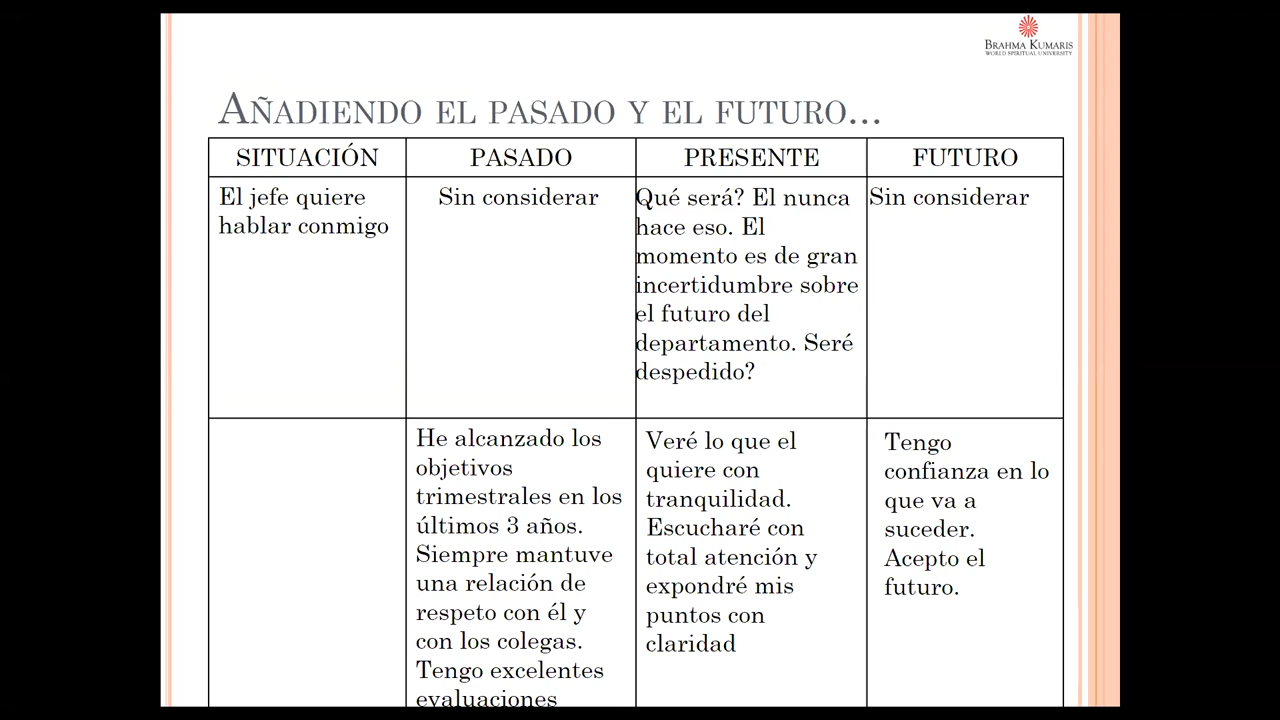 BRAHMA KUMARIS
WORLD SPIRITUAL UNIVERSITY
AÑADIENDO EL PASADO Y EL FUTURO...
SITUACIÓN
PASADO
PRESENTE
FUTURO
El jefe quiere
hablar conmigo
Sin considerar
Qué será? El nunca
hace eso. El
momento es de gran
incertidumbre sobre
el futuro del
departamento. Seré
despedido?
Sin considerar
He alcanzado los
objetivos
trimestrales en los
últimos 3 años.
Siempre mantuve
una relación de
respeto con él y
con los colegas.
Tengo excelentes
evaluaciones
Veré lo que el
quiere con
tranquilidad.
Escucharé con
total atención y
expondré mis
puntos con
claridad
Tengo
confianza en lo
que va a
suceder.
Acepto el
futuro.